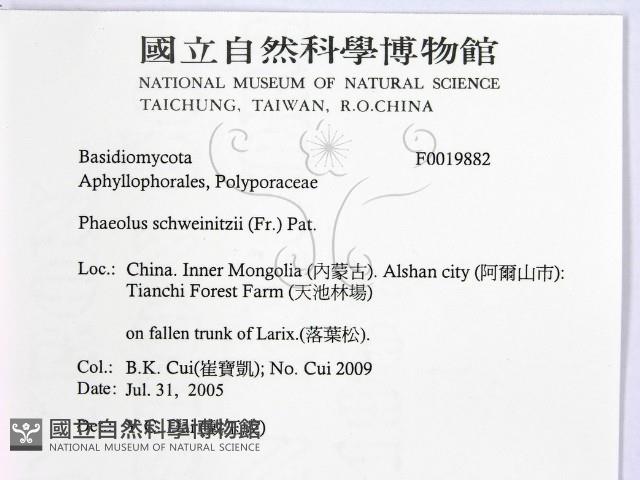 國立自然科學博物館
NATIONAL MUSEUM OF NATURAL SCIENCE
TAICHUNG, TAIWAN, R.O.CHINA
Basidiomycota F0019882
Aphyllophorales, Polyporaceae
Phaeolus schweinitzii (Fr.) Pat.
Loc.: China. Inner Mongolia (內蒙古). Alshan city (阿爾山市):
Tianchi Forest Farm (天池林場)
on fallen trunk of Larix.(落葉松).
Col.: B.K. Cui(崔寶凱); No. Cui 2009
Date: Jul. 31, 2005
國立自然科學博物館
NATIONAL MUSEUM OF NATURAL SCIENCE